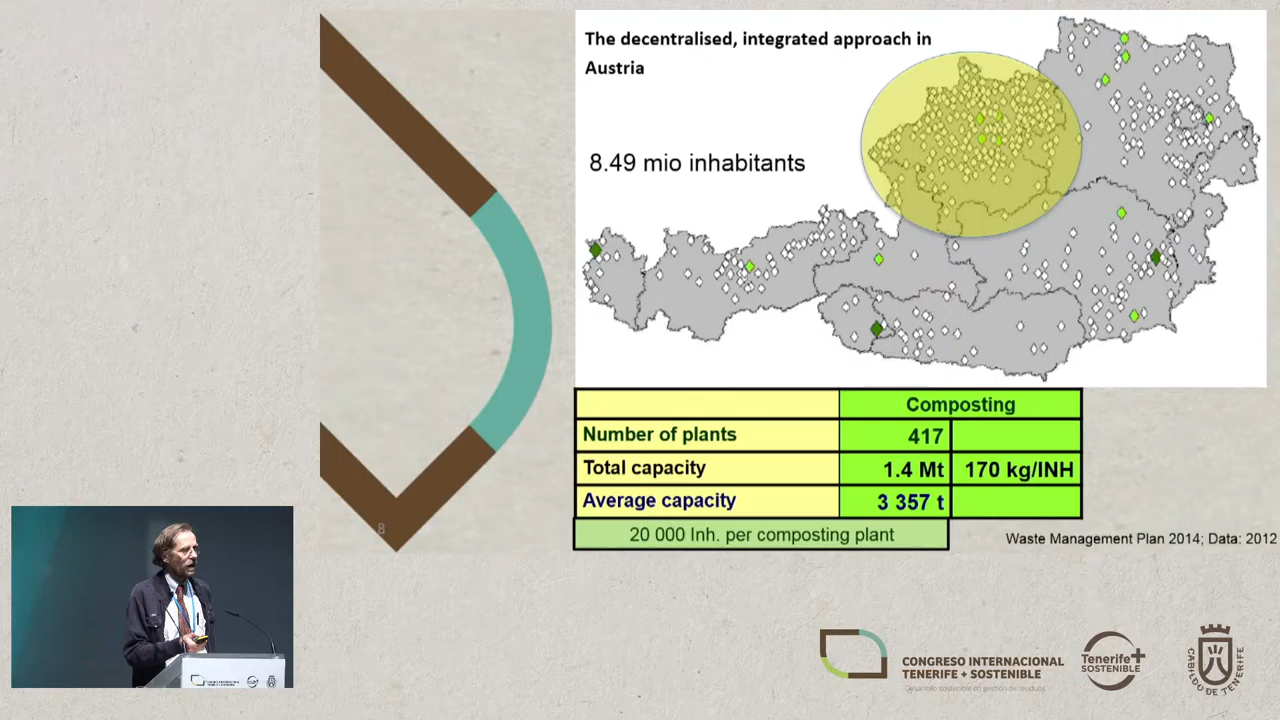 The decentralised, integrated approach in
Austria
8.49 mio inhabitants
Composting
Number of plants 417
Total capacity 1.4 Mt 170 kg/INH
Average capacity 3 357 t
20 000 Inh. per composting plant
Waste Management Plan 2014; Data: 2012
8
CONGRESO INTERNACIONAL
TENERIFE + SOSTENIBLE
Desarrollo sostenible en gestión de residuos
Tenerife+
SOSTENIBLE
CABILDO DE TENERIFE